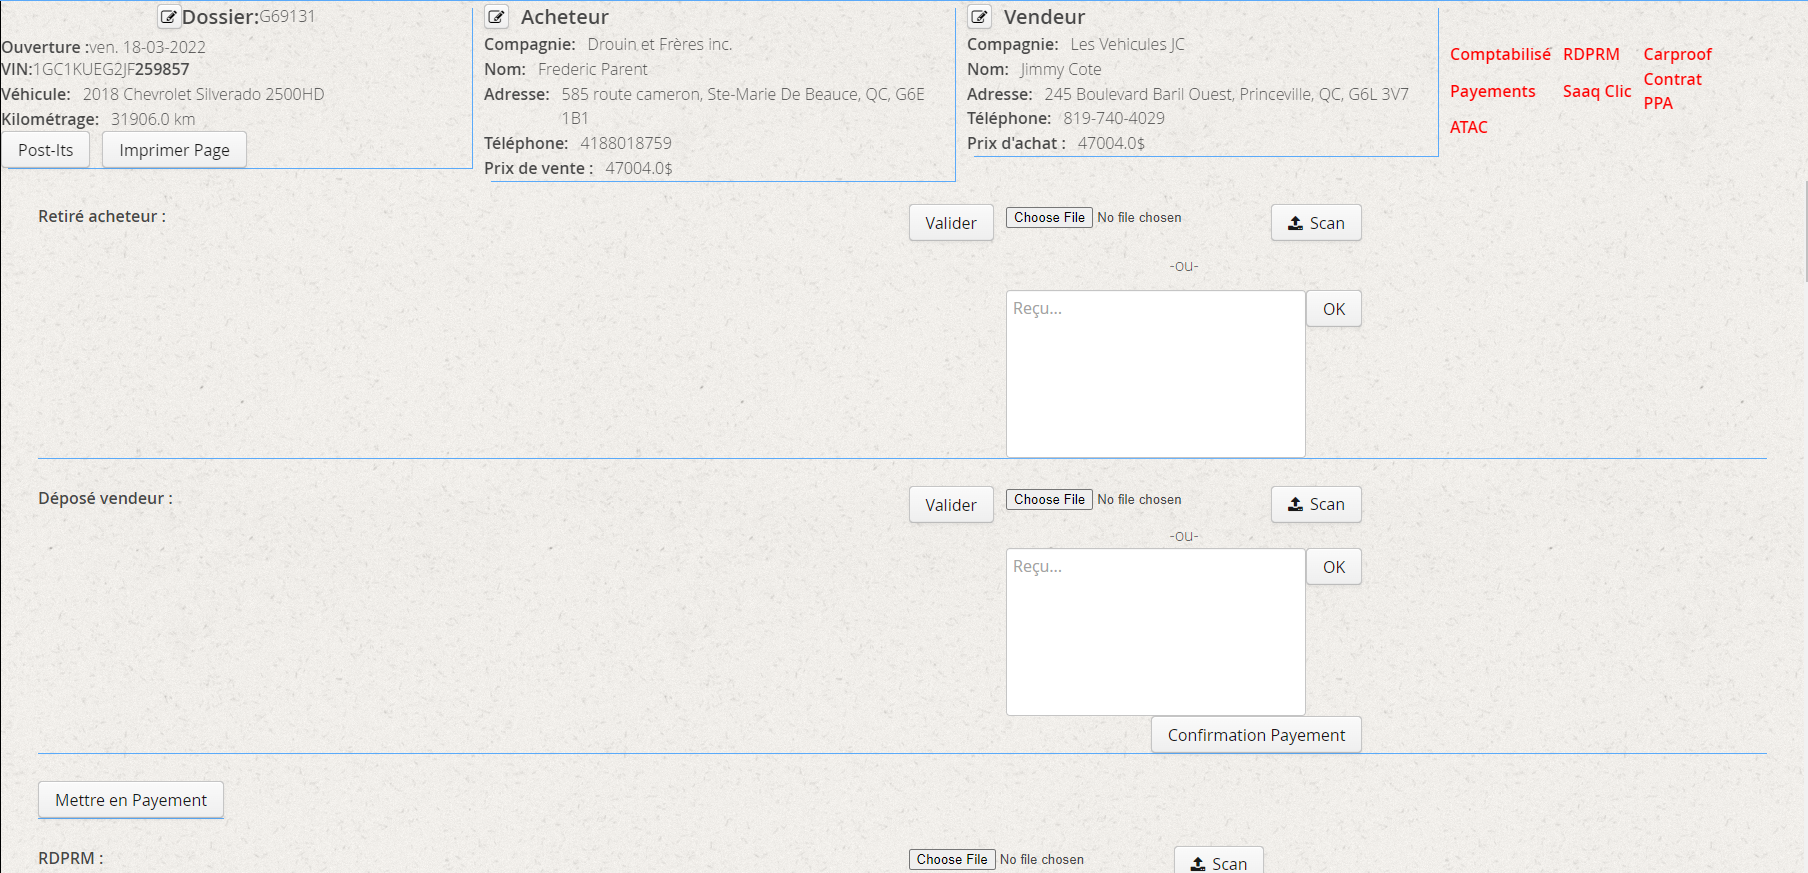 Dossier:G69131
Ouverture :ven. 18-03-2022
VIN:1GC1KUEG2JF259857
Véhicule: 2018 Chevrolet Silverado 2500HD
Kilométrage: 31906.0 km
Post-Its Imprimer Page
Acheteur
Compagnie: Drouin et Frères inc.
Nom: Frederic Parent
Adresse: 585 route cameron, Ste-Marie De Beauce, QC, G6E
1B1
Téléphone: 4188018759
Prix de vente : 47004.0$
Vendeur
Compagnie: Les Vehicules JC
Nom: Jimmy Cote
Adresse: 245 Boulevard Baril Ouest, Princeville, QC, G6L 3V7
Téléphone: 819-740-4029
Prix d'achat : 47004.0$
Comptabilisé RDPRM Carproof
Payements Saaq Clic Contrat
PPA
ATAC
Retiré acheteur : Valider Choose File No file chosen Scan
-ou-
Reçu... OK
Déposé vendeur : Valider Choose File No file chosen Scan
-ou-
Reçu... OK
Confirmation Payement
Mettre en Payement
RDPRM : Choose File No file chosen Scan